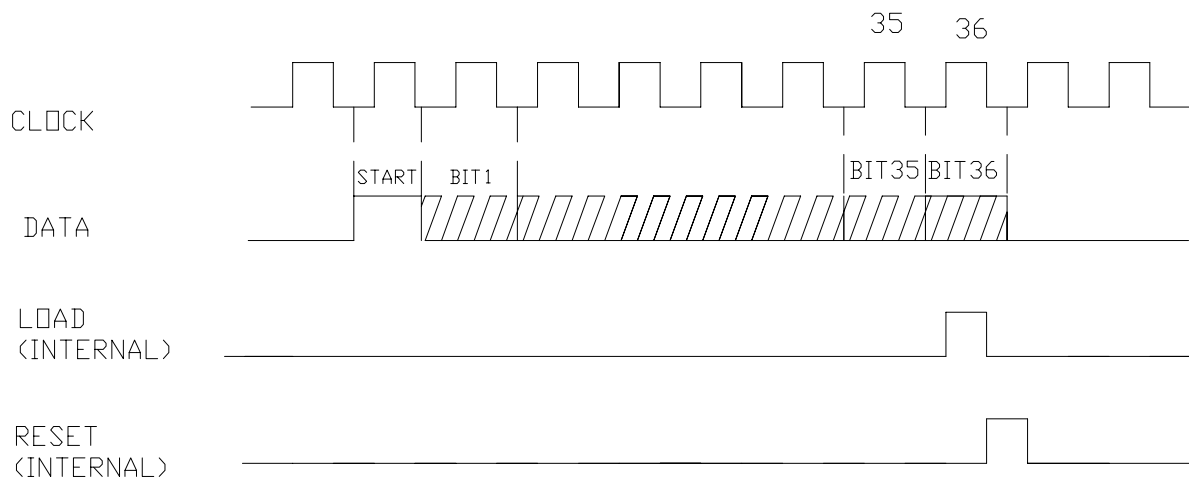 35 36
CLOCK
START BIT1 BIT35 BIT36
DATA
LOAD
(INTERNAL)
RESET
(INTERNAL)